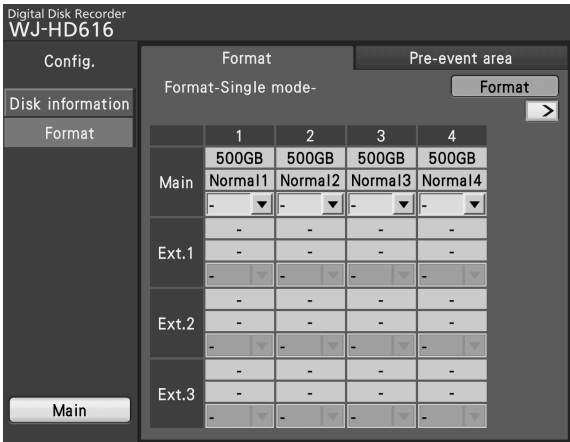 Digital Disk Recorder
WJ-HD616
Config.
Disk information
Format
Main
Format
Pre-event area
Format-Single mode-
Format
>
1 2 3 4
500GB 500GB 500GB 500GB
Main Normal1 Normal2 Normal3 Normal4
- - - -
- - - -
Ext.1 - - - -
- - - -
- - - -
Ext.2 - - - -
- - - -
- - - -
Ext.3 - - - -
- - - -